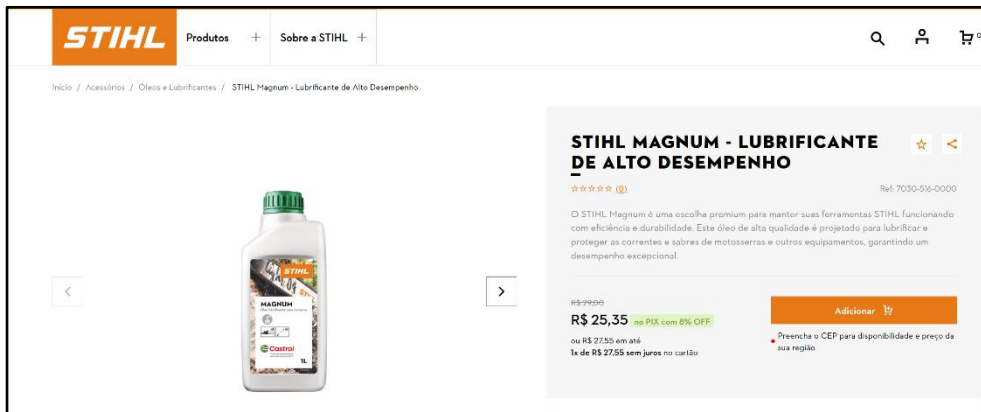 STIHL
Produtos +
Sobre a STIHL +
0
Início / Acessórios / Óleos e Lubrificantes / STIHL Magnum - Lubrificante de Alto Desempenho
STIHL MAGNUM - LUBRIFICANTE
DE ALTO DESEMPENHO
(0)
Ref: 7030-516-0000
O STIHL Magnum é uma escolha premium para manter suas ferramentas STIHL funcionando
com eficiência e durabilidade. Este óleo de alta qualidade é projetado para lubrificar e
proteger as correntes e sabres de motosserras e outros equipamentos, garantindo um
desempenho excepcional.
R$ 29,00
R$ 25,35 no PIX com 8% OFF
ou R$ 27,55 em até
1x de R$ 27,55 sem juros no cartão
Adicionar
Preencha o CEP para disponibilidade e preço da
sua região
STIHL
MAGNUM
Castrol
1L